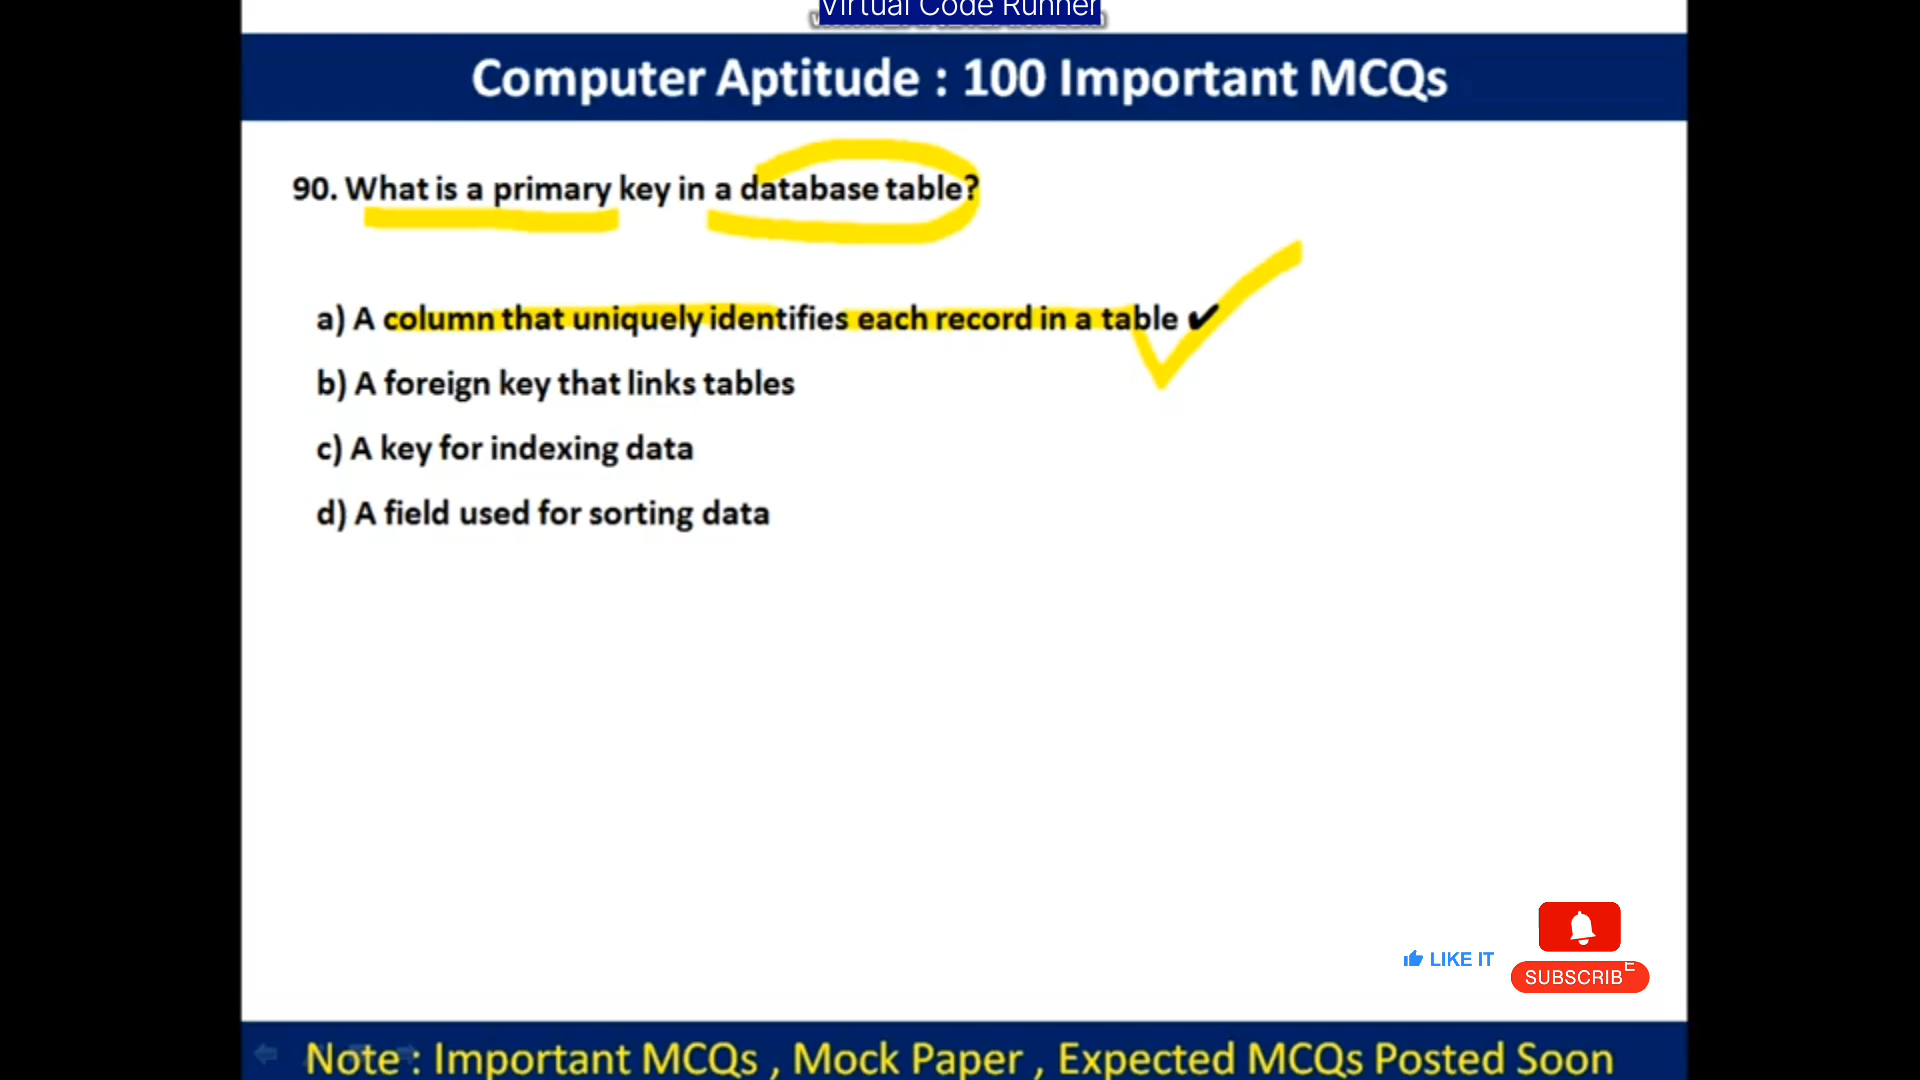 Virtual Code Runner
Computer Aptitude : 100 Important MCQs
90. What is a primary key in a database table?
a) A column that uniquely identifies each record in a table ✔
b) A foreign key that links tables
c) A key for indexing data
d) A field used for sorting data
LIKE IT
SUBSCRIBE
Note : Important MCQs , Mock Paper , Expected MCQs Posted Soon